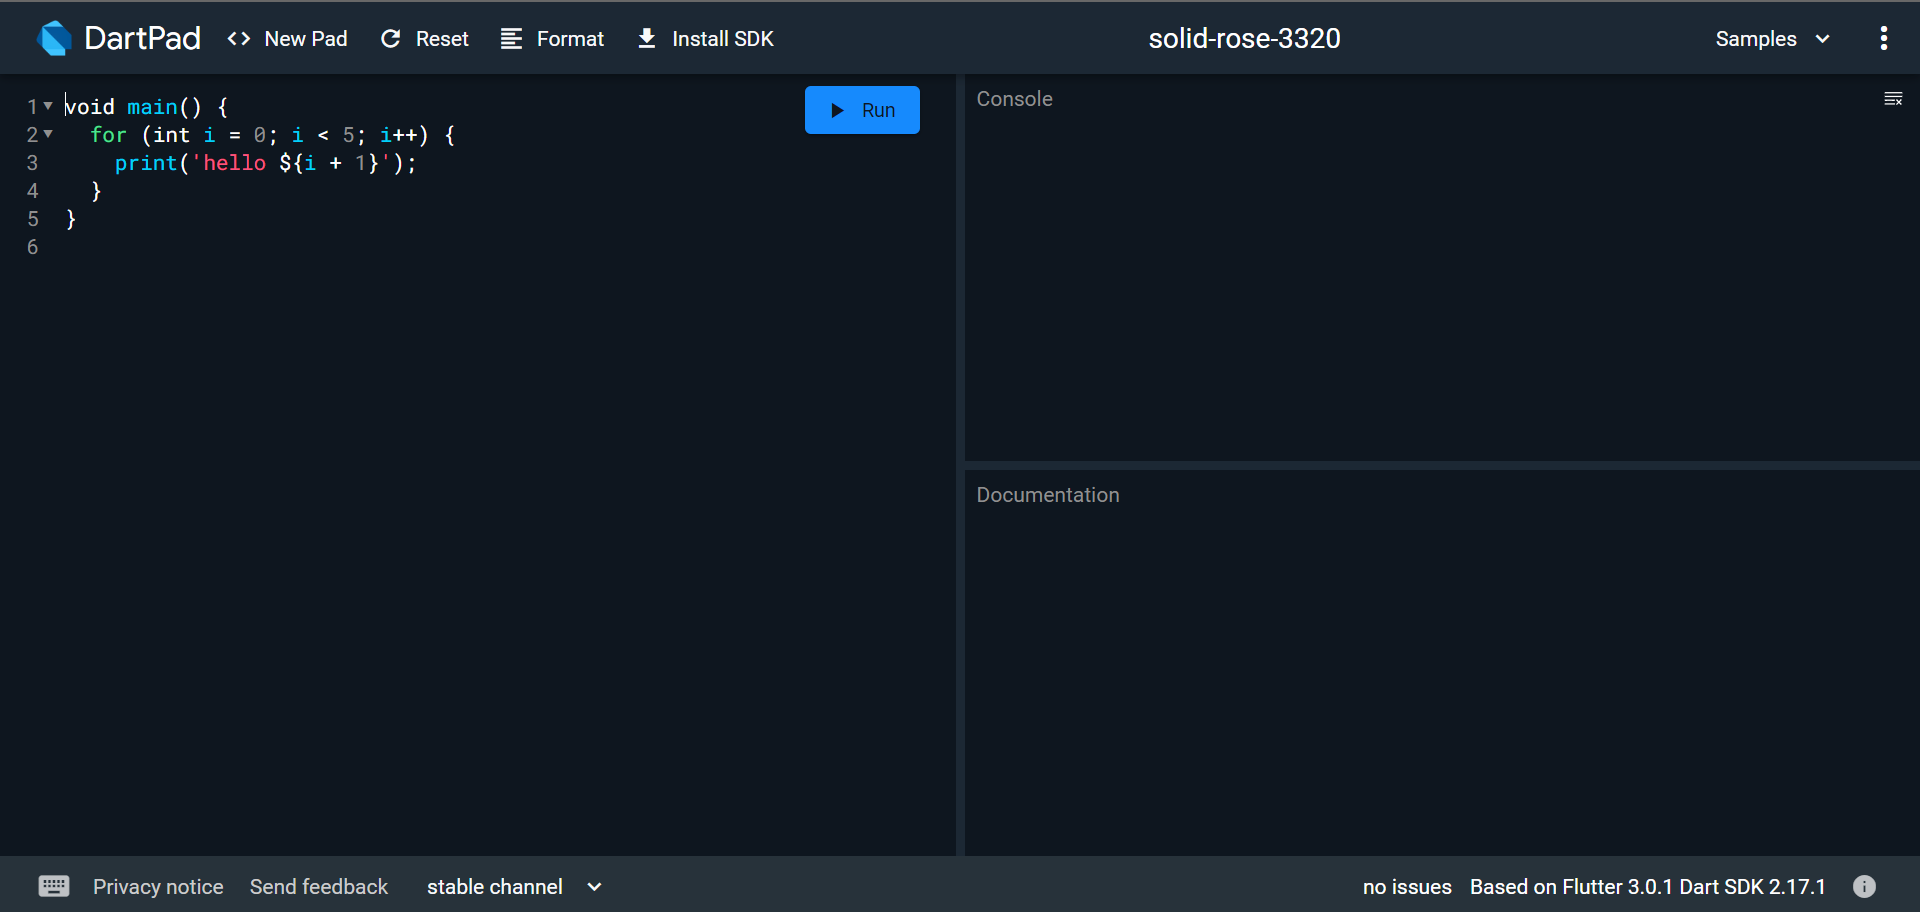 DartPad <> New Pad Reset Format Install SDK solid-rose-3320 Samples
Run
1 void main() {
2   for (int i = 0; i < 5; i++) {
3     print('hello ${i + 1}');
4   }
5 }
6
Console
Documentation
Privacy notice Send feedback stable channel no issues Based on Flutter 3.0.1 Dart SDK 2.17.1